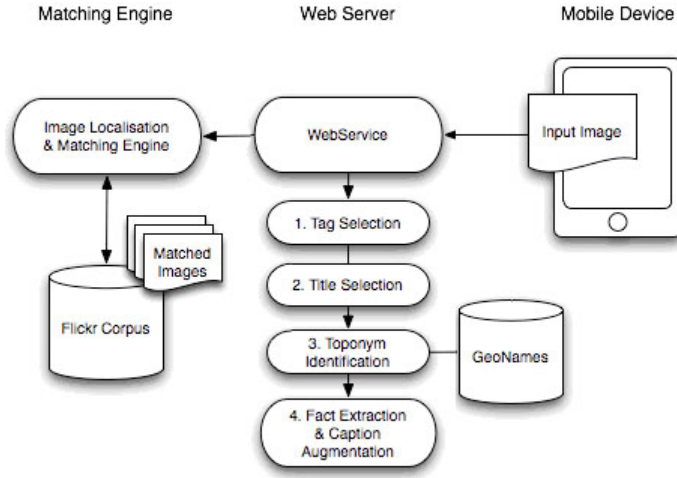 Matching Engine
Web Server
Mobile Device
Image Localisation
& Matching Engine
WebService
Input Image
1. Tag Selection
Matched
Images
2. Title Selection
Flickr Corpus
3. Toponym
Identification
GeoNames
4. Fact Extraction
& Caption
Augmentation